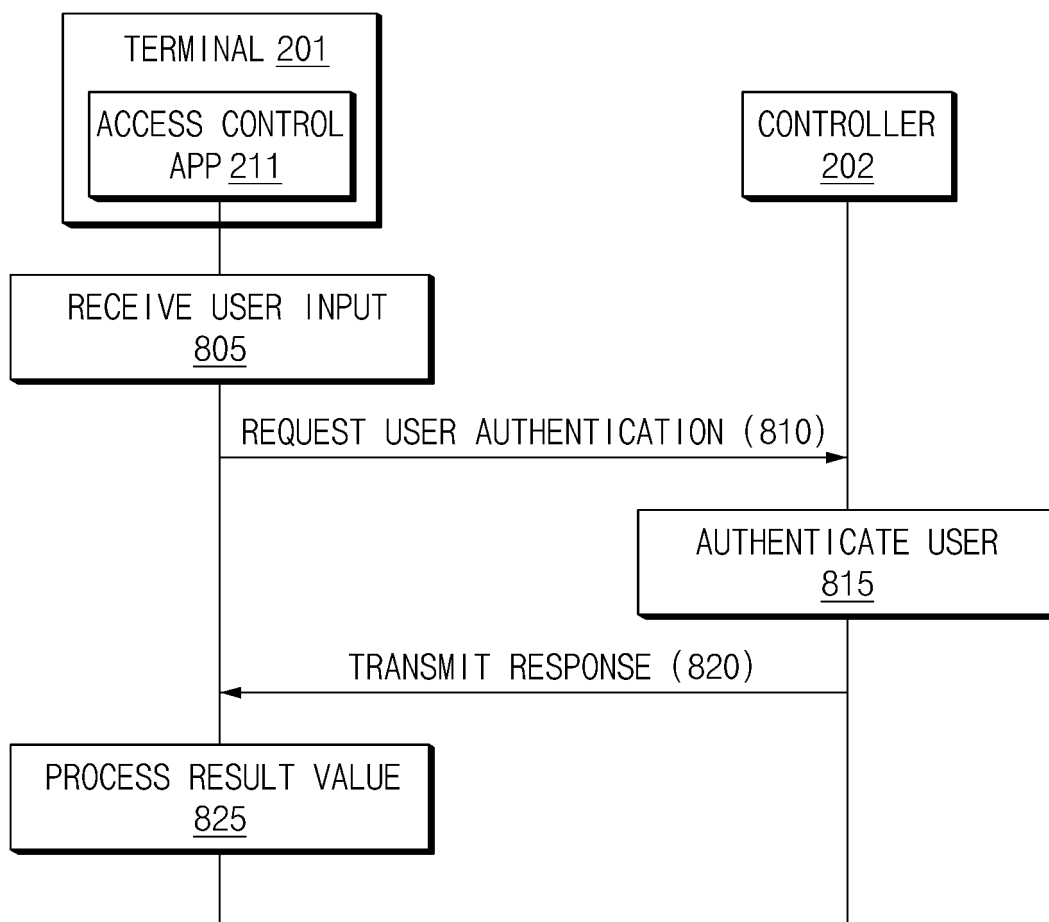 TERMINAL 201
ACCESS CONTROL
APP 211
CONTROLLER
202
RECEIVE USER INPUT
805
REQUEST USER AUTHENTICATION (810)
AUTHENTICATE USER
815
TRANSMIT RESPONSE (820)
PROCESS RESULT VALUE
825